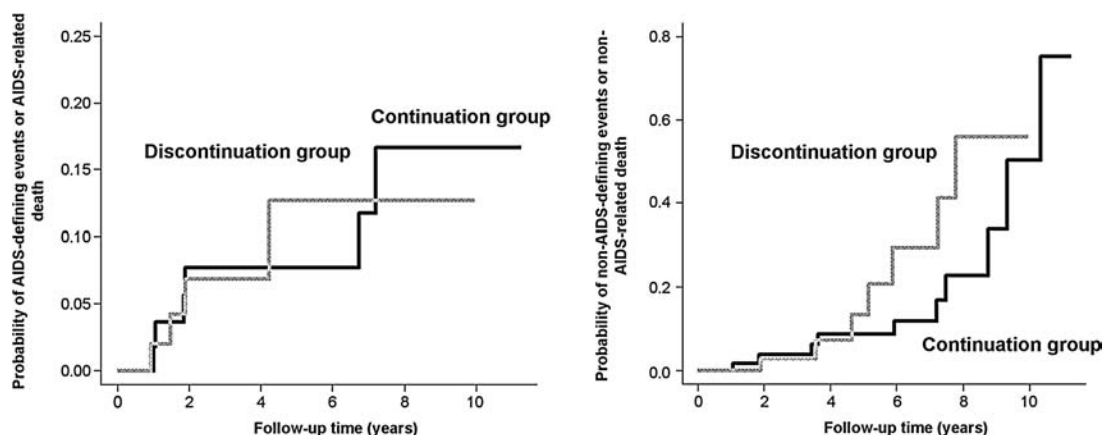 Probability of AIDS-defining events or AIDS-related
death
0.25
0.20
0.15
0.10
0.05
0.00
Continuation group
Discontinuation group
0 2 4 6 8 10
Follow-up time (years)
Probability of non-AIDS-defining events or non-
AIDS-related death
0.8
0.6
0.4
0.2
0.0
Discontinuation group
Continuation group
0 2 4 6 8 10
Follow-up time (years)